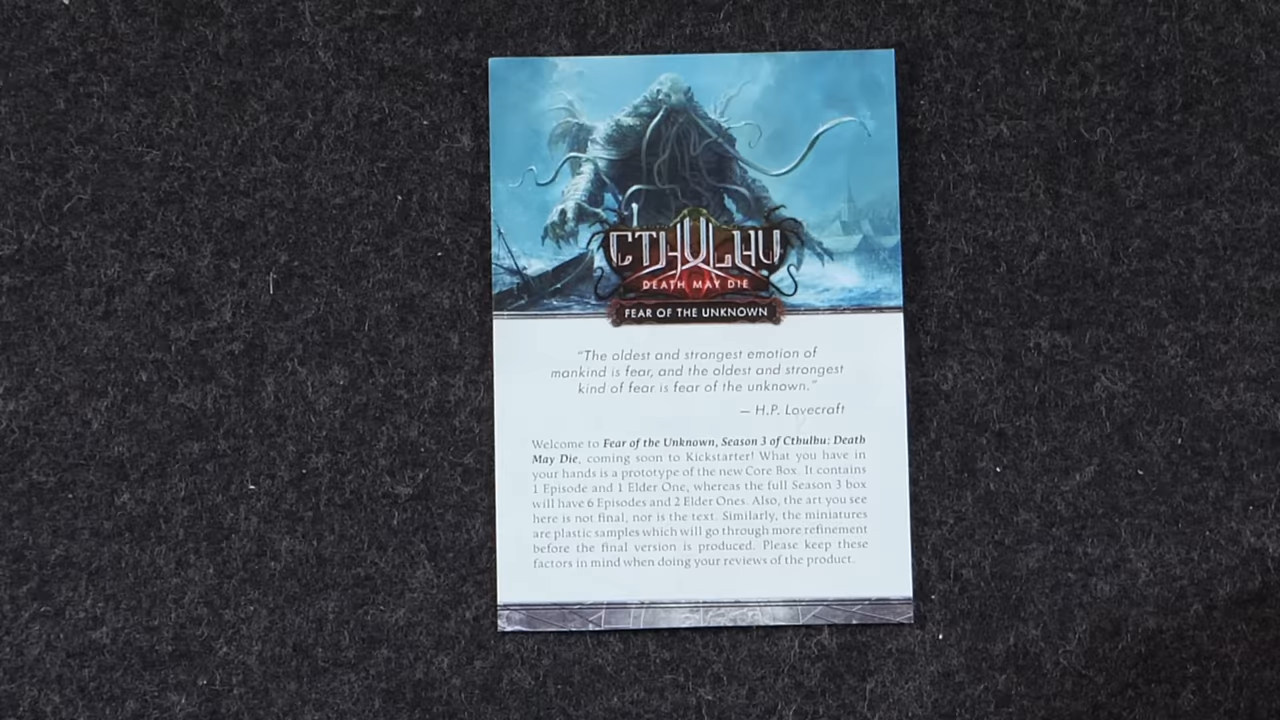 CTHULHU
DEATH MAY DIE
FEAR OF THE UNKNOWN
"The oldest and strongest emotion of
mankind is fear, and the oldest and strongest
kind of fear is fear of the unknown."
— H.P. Lovecraft
Welcome to Fear of the Unknown, Season 3 of Cthulhu: Death
May Die, coming soon to Kickstarter! What you have in
your hands is a prototype of the new Core Box. It contains
1 Episode and 1 Elder One, whereas the full Season 3 box
will have 6 Episodes and 2 Elder Ones. Also, the art you see
here is not final, nor is the text. Similarly, the miniatures
are plastic samples which will go through more refinement
before the final version is produced. Please keep these
factors in mind when doing your reviews of the product.